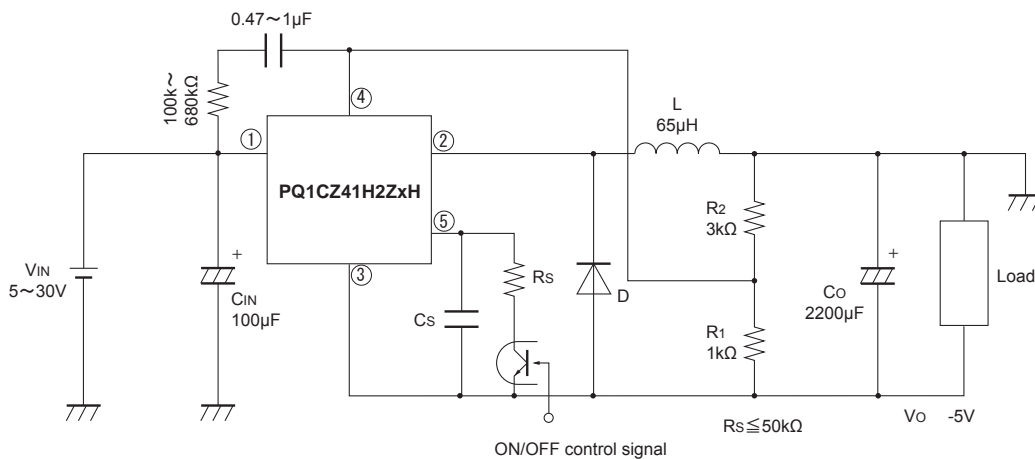 0.47～1μF
100k～
680kΩ
④
①
②
L
65μH
PQ1CZ41H2ZxH
R2
3kΩ
⑤
③
VIN
5～30V
CIN
100μF
+
CS
RS
D
R1
1kΩ
+
CO
2200μF
Load
RS≦50kΩ
VO -5V
ON/OFF control signal